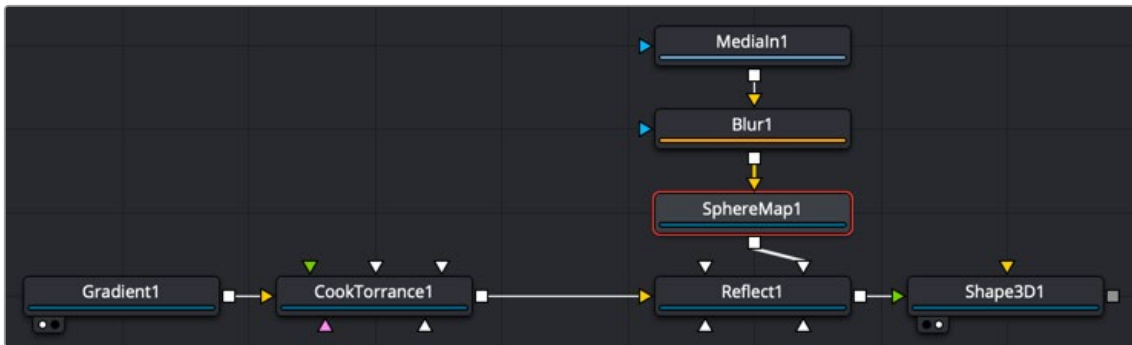 MediaIn1
Blur1
SphereMap1
Gradient1
CookTorrance1
Reflect1
Shape3D1